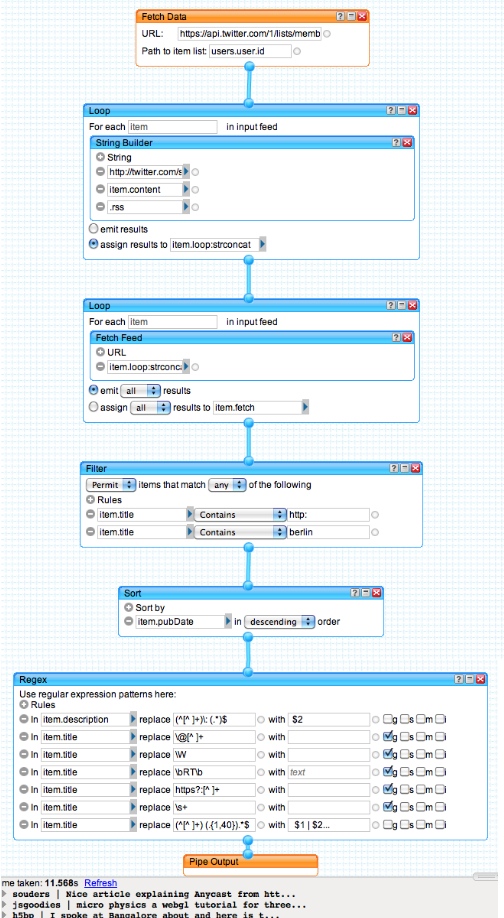 Fetch Data
URL: https://api.twitter.com/1/lists/memb
Path to item list: users.user.id
Loop
For each item in input feed
String Builder
String
http://twitter.com/s
item.content
.rss
emit results
assign results to item.loop:strconcat
Loop
For each item in input feed
Fetch Feed
URL
item.loop:strconca
emit all results
assign all results to item.fetch
Filter
Permit items that match any of the following
Rules
item.title Contains http:
item.title Contains berlin
Sort
Sort by
item.pubDate in descending order
Regex
Use regular expression patterns here:
Rules
In item.description replace (^[^ ]+)\: (.*)$ with $2 g s m i
In item.title replace \@[^ ]+ with g s m i
In item.title replace \W with g s m i
In item.title replace \bRT\b with text g s m i
In item.title replace https?:[^ ]+ with g s m i
In item.title replace \s+ with g s m i
In item.title replace (^[^ ]+) (.{1,40}).*$ with $1 | $2... g s m i
Pipe Output
me taken: 11.568s Refresh
souders | Nice article explaining Anycast from htt...
jsgoodies | micro physics a webgl tutorial for three...
h5bp | I spoke at Bangalore about and here is t...